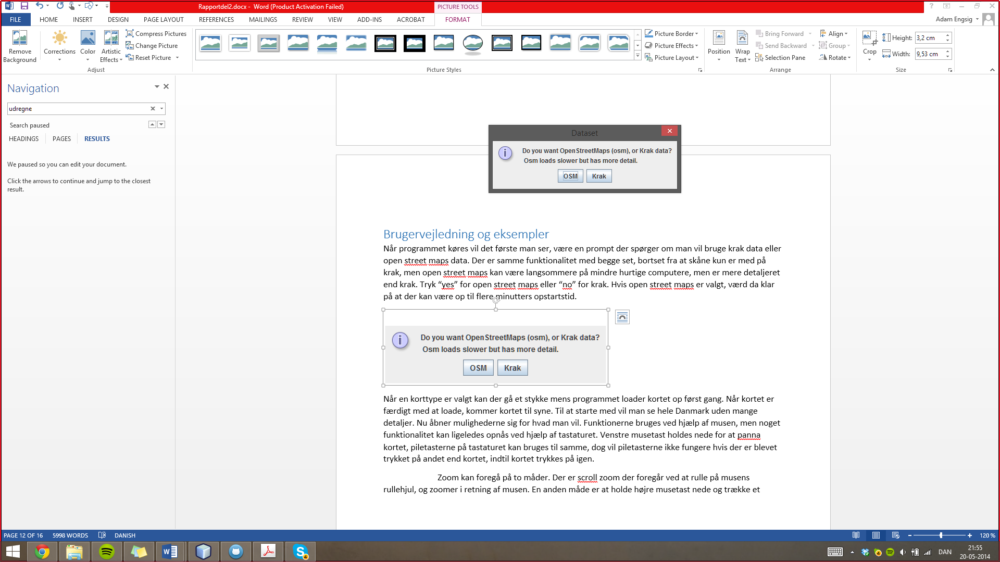 Rapportdel2.docx - Word (Product Activation Failed)
PICTURE TOOLS
FILE HOME INSERT DESIGN PAGE LAYOUT REFERENCES MAILINGS REVIEW VIEW ADD-INS ACROBAT FORMAT
Adam Engsig
Remove Background
Corrections
Color
Artistic Effects
Compress Pictures
Change Picture
Reset Picture
Adjust
Picture Styles
Picture Border
Picture Effects
Picture Layout
Position
Wrap Text
Bring Forward
Send Backward
Selection Pane
Align
Group
Rotate
Arrange
Crop
Height: 3,2 cm
Width: 9,53 cm
Size
Navigation
udregne
Search paused
HEADINGS PAGES RESULTS
We paused so you can edit your document.
Click the arrows to continue and jump to the closest
result.
Dataset
Do you want OpenStreetMaps (osm), or Krak data?
Osm loads slower but has more detail.
OSM Krak
Brugervejledning og eksempler
Når programmet køres vil det første man ser, være en prompt der spørger om man vil bruge krak data eller
open street maps data. Der er samme funktionalitet med begge set, bortset fra at skåne kun er med på
krak, men open street maps kan være langsommere på mindre hurtige computere, men er mere detaljeret
end krak. Tryk “yes” for open street maps eller “no” for krak. Hvis open street maps er valgt, værd da klar
på at der kan være op til flere minutters opstartstid.
Do you want OpenStreetMaps (osm), or Krak data?
Osm loads slower but has more detail.
OSM Krak
Når en korttype er valgt kan der gå et stykke mens programmet loader kortet op først gang. Når kortet er
færdigt med at loade, kommer kortet til syne. Til at starte med vil man se hele Danmark uden mange
detaljer. Nu åbner mulighederne sig for hvad man vil. Funktionerne bruges ved hjælp af musen, men noget
funktionalitet kan ligeledes opnås ved hjælp af tastaturet. Venstre musetast holdes nede for at panna
kortet, piletasterne på tastaturet kan bruges til samme, dog vil piletasterne ikke fungere hvis der er blevet
trykket på andet end kortet, indtil kortet trykkes på igen.
Zoom kan foregå på to måder. Der er scroll zoom der foregår ved at rulle på musens
rullehjul, og zoomer i retning af musen. En anden måde er at holde højre musetast nede og trække et
PAGE 12 OF 16 5998 WORDS DANISH
120 %
DAN
21:55
20-05-2014